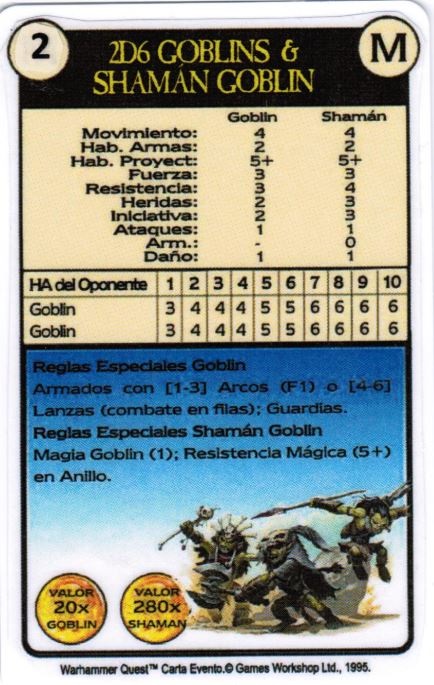 2
2D6 GOBLINS &
SHAMÁN GOBLIN
M
Goblin Shamán
Movimiento: 4 4
Hab. Armas: 2 2
Hab. Proyect: 5+ 5+
Fuerza: 3 3
Resistencia: 3 4
Heridas: 2 3
Iniciativa: 2 3
Ataques: 1 1
Arm.: - 0
Daño: 1 1
HA del Oponente 1 2 3 4 5 6 7 8 9 10
Goblin 3 4 4 4 5 5 6 6 6 6
Goblin 3 4 4 4 5 5 6 6 6 6
Reglas Especiales Goblin
Armados con [1-3] Arcos (F1) o [4-6]
Lanzas (combate en filas); Guardias.
Reglas Especiales Shamán Goblin
Magia Goblin (1); Resistencia Mágica (5+)
en Anillo.
VALOR
20x
GOBLIN
VALOR
280x
SHAMAN
Warhammer Quest™ Carta Evento.© Games Workshop Ltd., 1995.